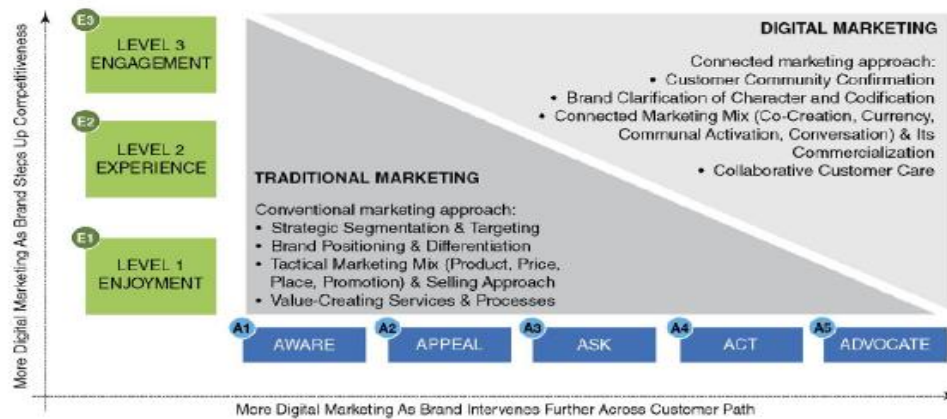 More Digital Marketing As Brand Steps Up Competitiveness
E3
LEVEL 3
ENGAGEMENT
E2
LEVEL 2
EXPERIENCE
E1
LEVEL 1
ENJOYMENT
DIGITAL MARKETING
Connected marketing approach:
• Customer Community Confirmation
• Brand Clarification of Character and Codification
• Connected Marketing Mix (Co-Creation, Currency,
Communal Activation, Conversation) & Its
Commercialization
• Collaborative Customer Care
TRADITIONAL MARKETING
Conventional marketing approach:
• Strategic Segmentation & Targeting
• Brand Positioning & Differentiation
• Tactical Marketing Mix (Product, Price,
Place, Promotion) & Selling Approach
• Value-Creating Services & Processes
A1
AWARE
A2
APPEAL
A3
ASK
A4
ACT
A5
ADVOCATE
More Digital Marketing As Brand Intervenes Further Across Customer Path